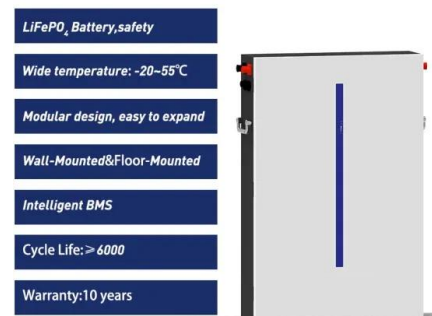 LiFePO₄ Battery,safety
Wide temperature: -20~55℃
Modular design, easy to expand
Wall-Mounted&Floor-Mounted
Intelligent BMS
Cycle Life:≥6000
Warranty:10 years